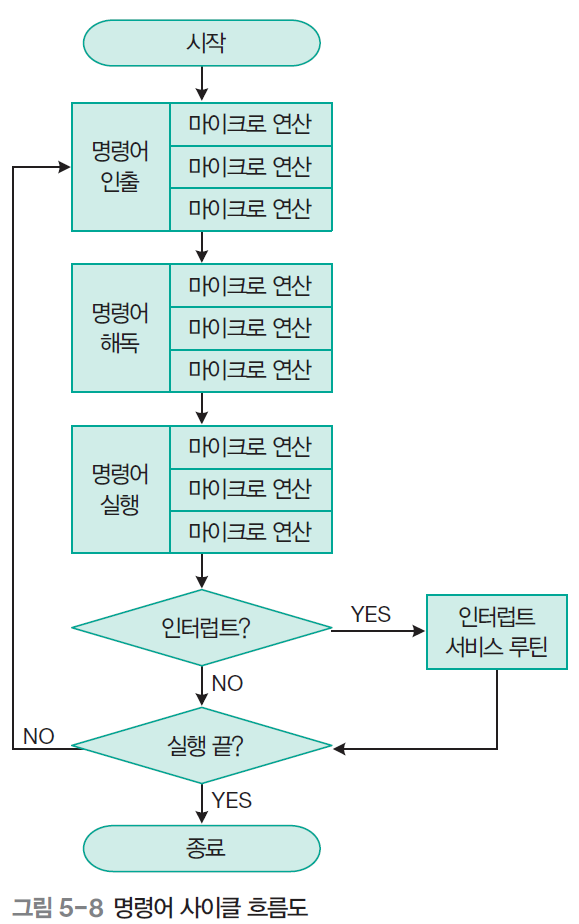 시작
명령어
인출
마이크로 연산
마이크로 연산
마이크로 연산
명령어
해독
마이크로 연산
마이크로 연산
마이크로 연산
명령어
실행
마이크로 연산
마이크로 연산
마이크로 연산
인터럽트?
YES
인터럽트
서비스 루틴
NO
실행 끝?
NO
YES
종료
그림 5-8 명령어 사이클 흐름도